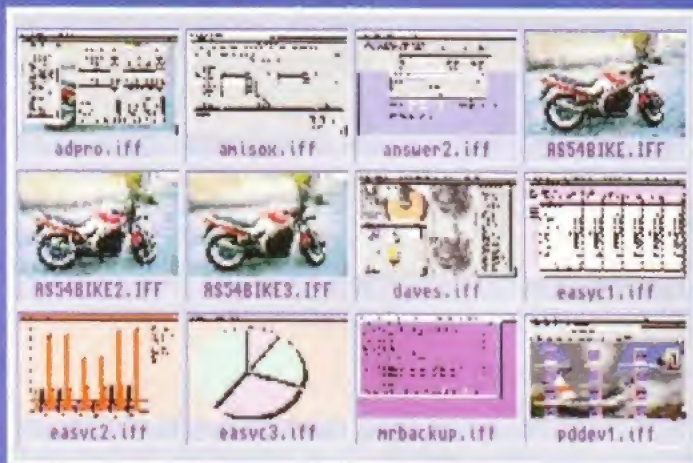 adpro.iff
amisox.iff
answer2.iff
AS54BIKE.IFF
AS54BIKE2.IFF
AS54BIKE3.IFF
daves.iff
easyc1.iff
easyc2.iff
easyc3.iff
mrbackup.iff
pddev1.iff